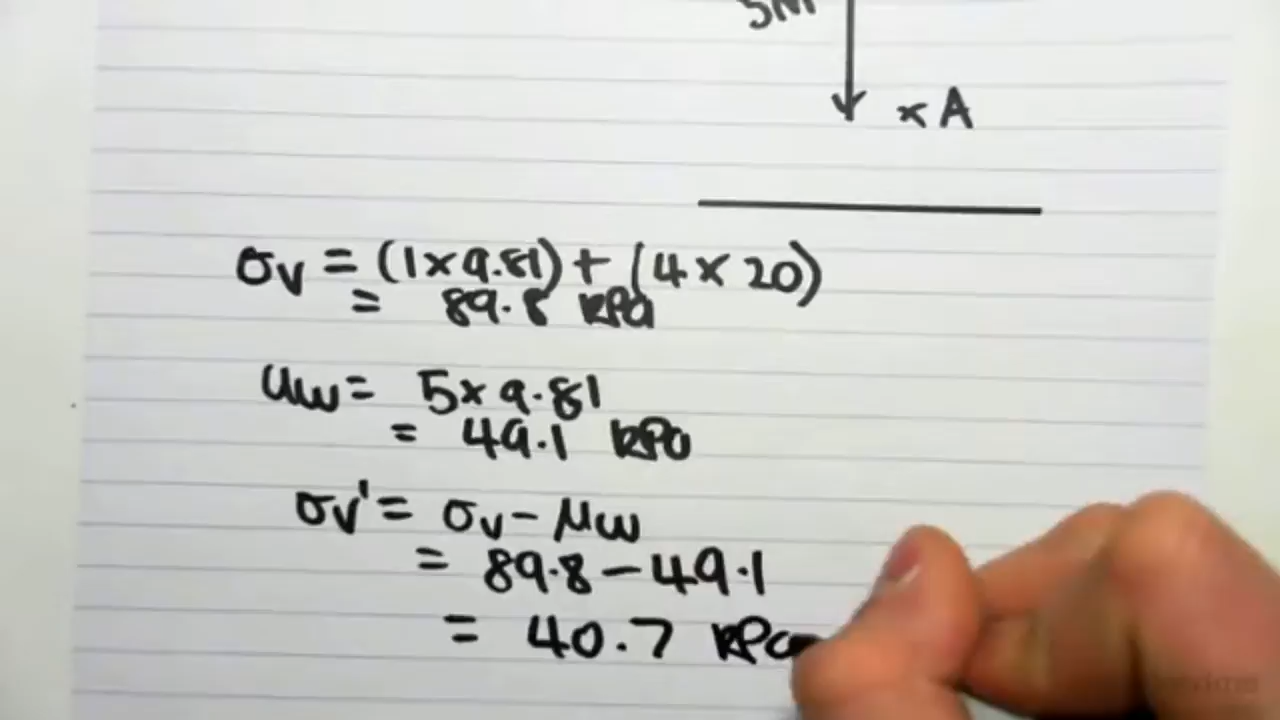 5m
x A
σv = (1 x 9.81) + (4 x 20)
= 89.8 kPa
uw = 5 x 9.81
= 49.1 kPa
σv' = σv - μw
= 89.8 - 49.1
= 40.7 kPa